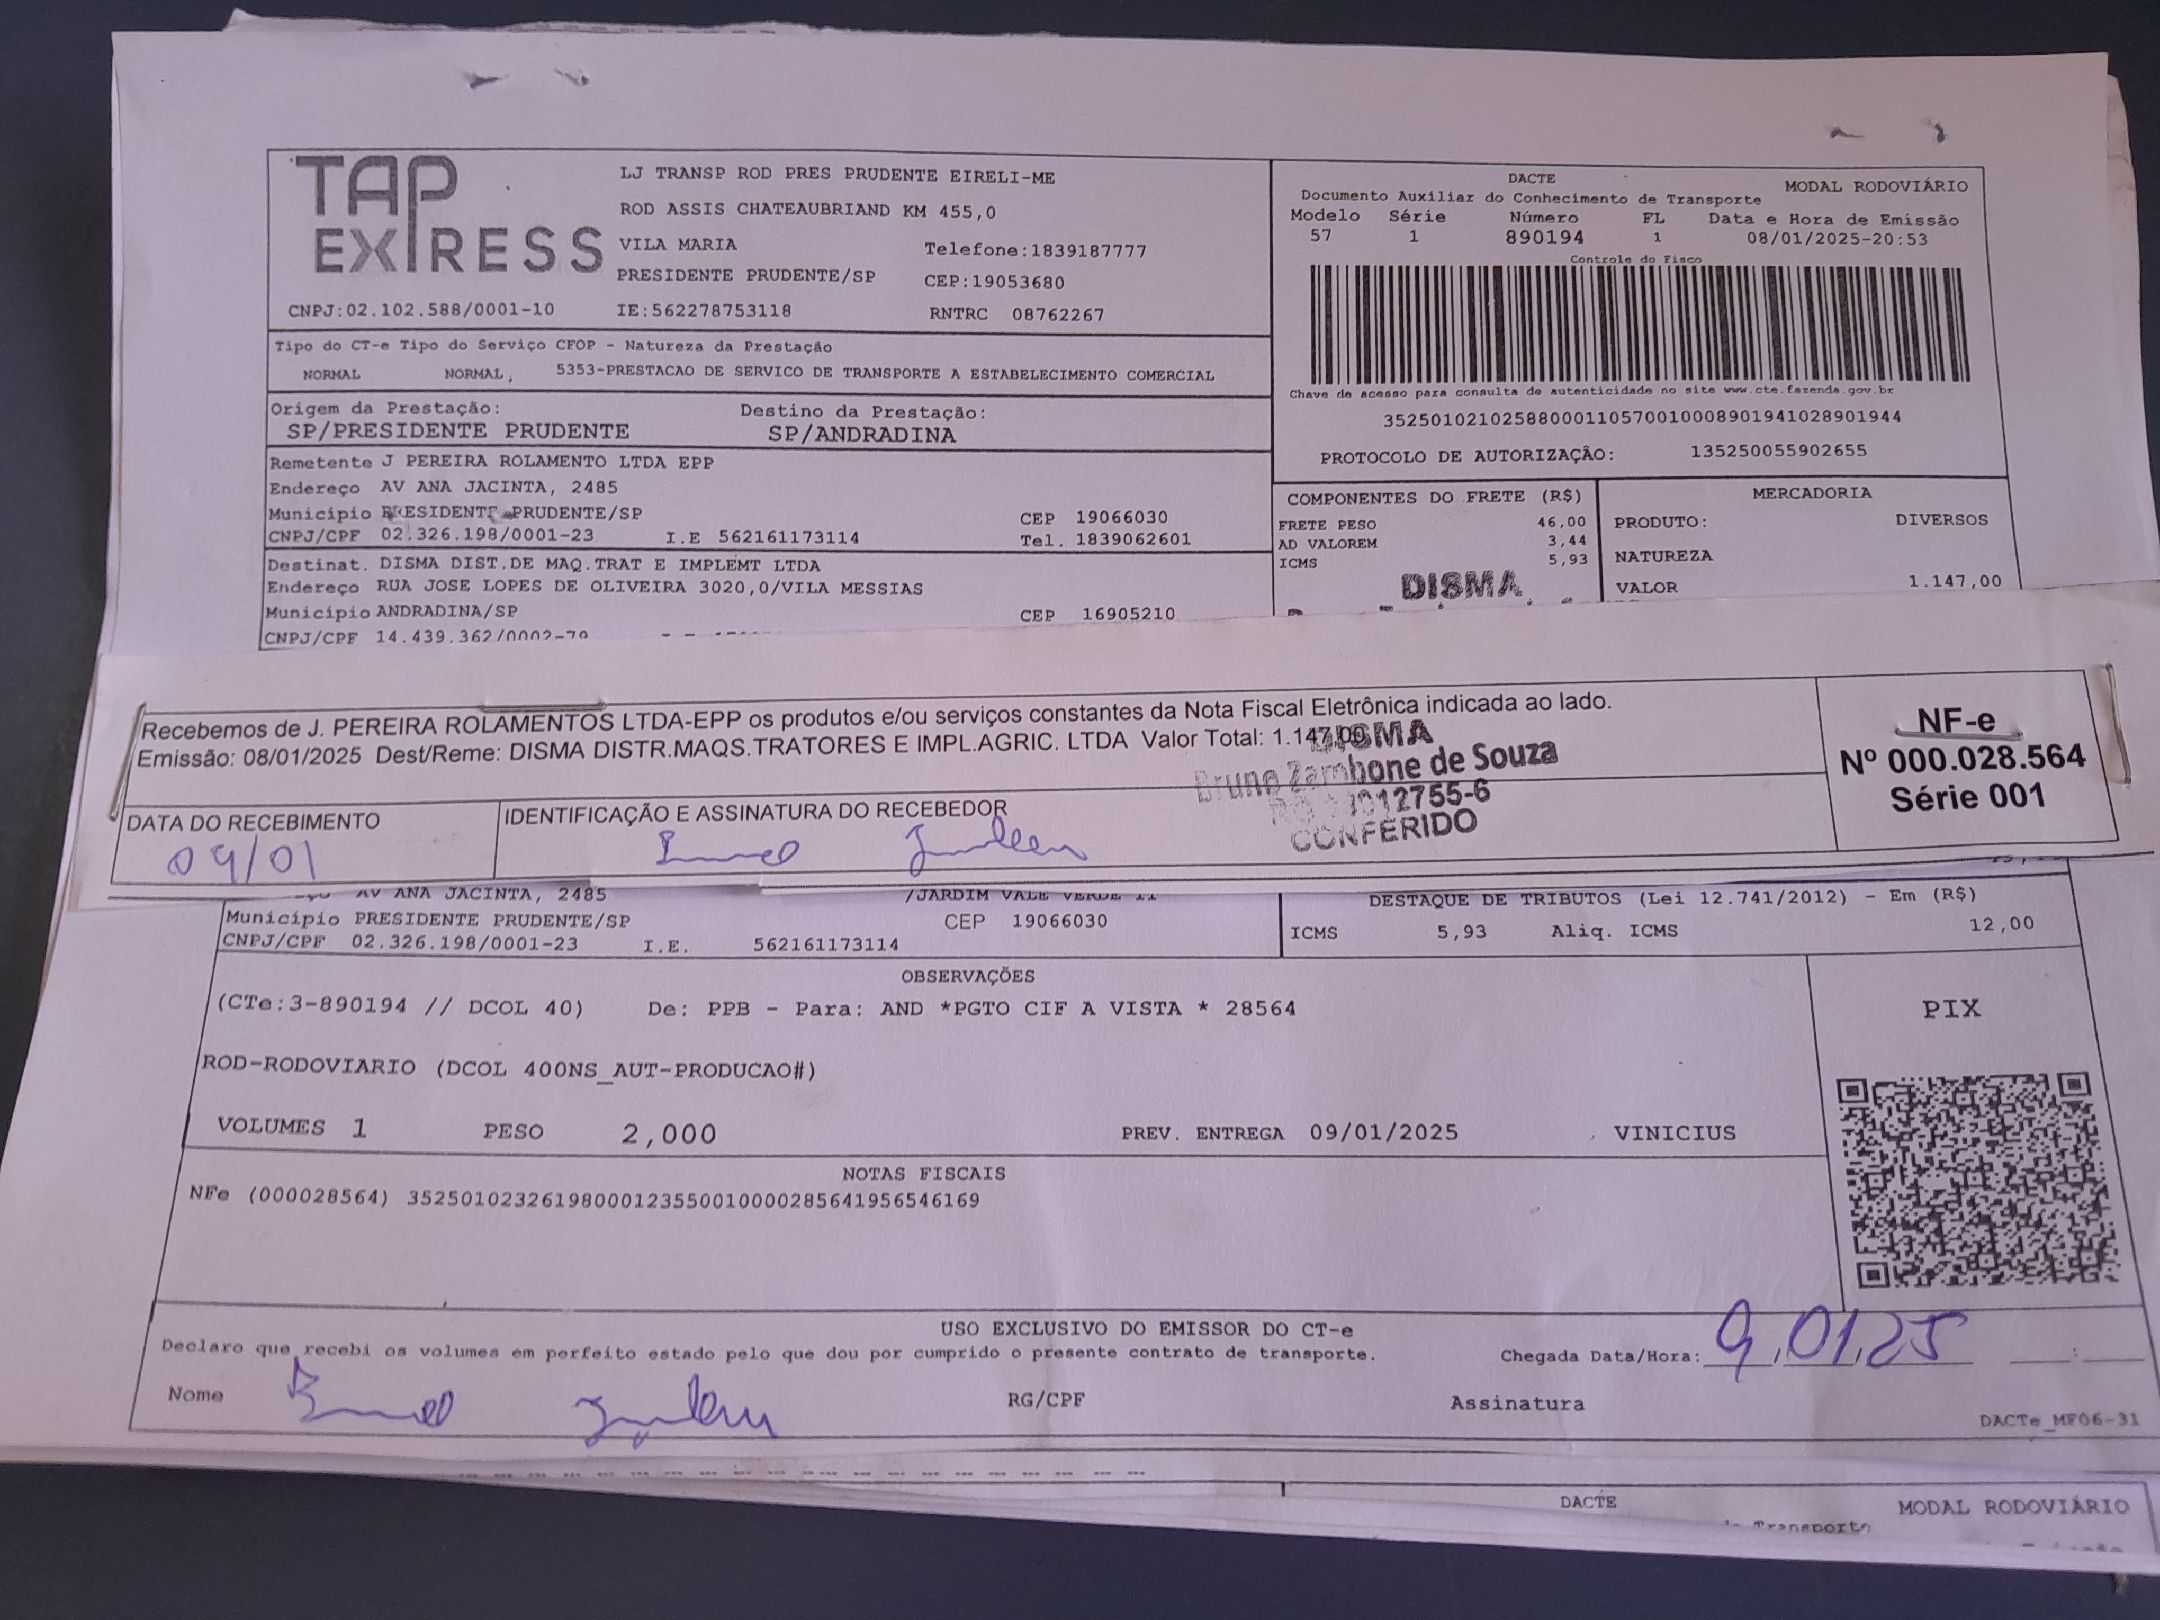 TAP EXPRESS
LJ TRANSP ROD PRES PRUDENTE EIRELI-ME
ROD ASSIS CHATEAUBRIAND KM 455,0
VILA MARIA Telefone:1839187777
PRESIDENTE PRUDENTE/SP CEP:19053680
CNPJ:02.102.588/0001-10 IE:562278753118 RNTRC 08762267
DACTE
Documento Auxiliar do Conhecimento de Transporte MODAL RODOVIÁRIO
Modelo Série Número FL Data e Hora de Emissão
57 1 890194 1 08/01/2025-20:53
Controle do Fisco
Chave de acesso para consulta de autenticidade no site www.cte.fazenda.gov.br
35250102102588000110570010008901941028901944
PROTOCOLO DE AUTORIZAÇÃO: 135250055902655
Tipo do CT-e Tipo do Serviço CFOP - Natureza da Prestação
NORMAL NORMAL, 5353-PRESTACAO DE SERVICO DE TRANSPORTE A ESTABELECIMENTO COMERCIAL
Origem da Prestação: Destino da Prestação:
SP/PRESIDENTE PRUDENTE SP/ANDRADINA
Remetente J PEREIRA ROLAMENTO LTDA EPP
Endereço AV ANA JACINTA, 2485
Município PRESIDENTE PRUDENTE/SP CEP 19066030
CNPJ/CPF 02.326.198/0001-23 I.E 562161173114 Tel. 1839062601
Destinat. DISMA DIST.DE MAQ.TRAT E IMPLEMT LTDA
Endereço RUA JOSE LOPES DE OLIVEIRA 3020,0/VILA MESSIAS
Município ANDRADINA/SP CEP 16905210
CNPJ/CPF 14.439.362/0002-79
COMPONENTES DO FRETE (R$)
FRETE PESO 46,00
AD VALOREM 3,44
ICMS 5,93
DISMA
MERCADORIA
PRODUTO: DIVERSOS
NATUREZA
VALOR 1.147,00
Recebemos de J. PEREIRA ROLAMENTOS LTDA-EPP os produtos e/ou serviços constantes da Nota Fiscal Eletrônica indicada ao lado.
Emissão: 08/01/2025 Dest/Reme: DISMA DISTR.MAQS.TRATORES E IMPL.AGRIC. LTDA Valor Total: 1.147,00
DISMA
Bruno Zambone de Souza
CONFERIDO
DATA DO RECEBIMENTO
09/01
IDENTIFICAÇÃO E ASSINATURA DO RECEBEDOR
NF-e
Nº 000.028.564
Série 001
AV ANA JACINTA, 2485 /JARDIM VALE VERDE II
Município PRESIDENTE PRUDENTE/SP CEP 19066030
CNPJ/CPF 02.326.198/0001-23 I.E. 562161173114
DESTAQUE DE TRIBUTOS (Lei 12.741/2012) - Em (R$)
ICMS 5,93 Aliq. ICMS 12,00
OBSERVAÇÕES
(CTe:3-890194 // DCOL 40) De: PPB - Para: AND *PGTO CIF A VISTA * 28564
ROD-RODOVIARIO (DCOL 400NS_AUT-PRODUCAO#)
VOLUMES 1 PESO 2,000 PREV. ENTREGA 09/01/2025 VINICIUS
PIX
NOTAS FISCAIS
NFe (000028564) 35250102326198000123550010000285641956546169
USO EXCLUSIVO DO EMISSOR DO CT-e
Declaro que recebi os volumes em perfeito estado pelo que dou por cumprido o presente contrato de transporte.
Chegada Data/Hora: 9,01,25
Nome RG/CPF Assinatura
DACTe_MF06-31
DACTE
MODAL RODOVIÁRIO
Transporte